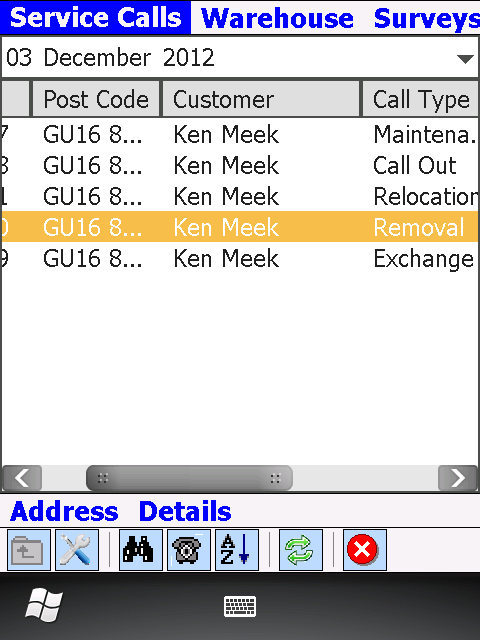 Service Calls Warehouse Surveys
03 December 2012
Post Code Customer Call Type
7 GU16 8... Ken Meek Maintena.
3 GU16 8... Ken Meek Call Out
1 GU16 8... Ken Meek Relocation
0 GU16 8... Ken Meek Removal
9 GU16 8... Ken Meek Exchange
Address Details
A
Z